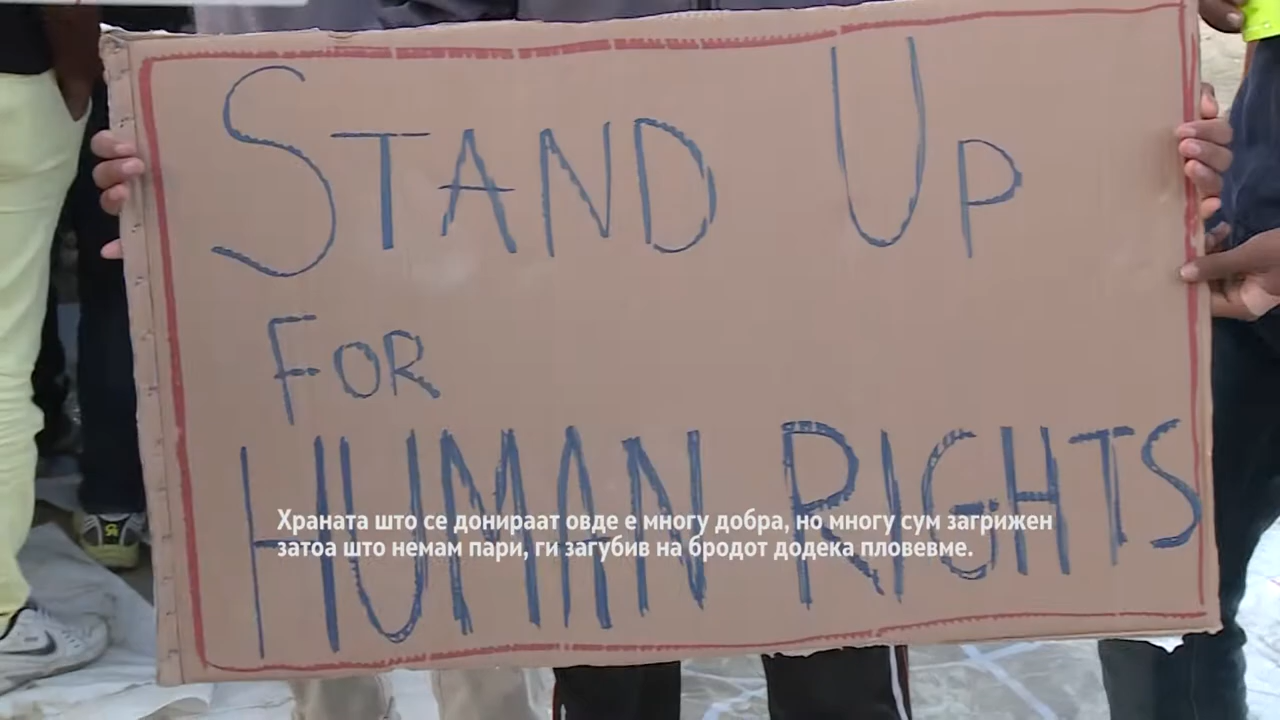 STAND UP
FOR
HUMAN RIGHTS
Храната што се донираат овде е многу добра, но многу сум загрижен
затоа што немам пари, ги загубив на бродот додека пловевме.